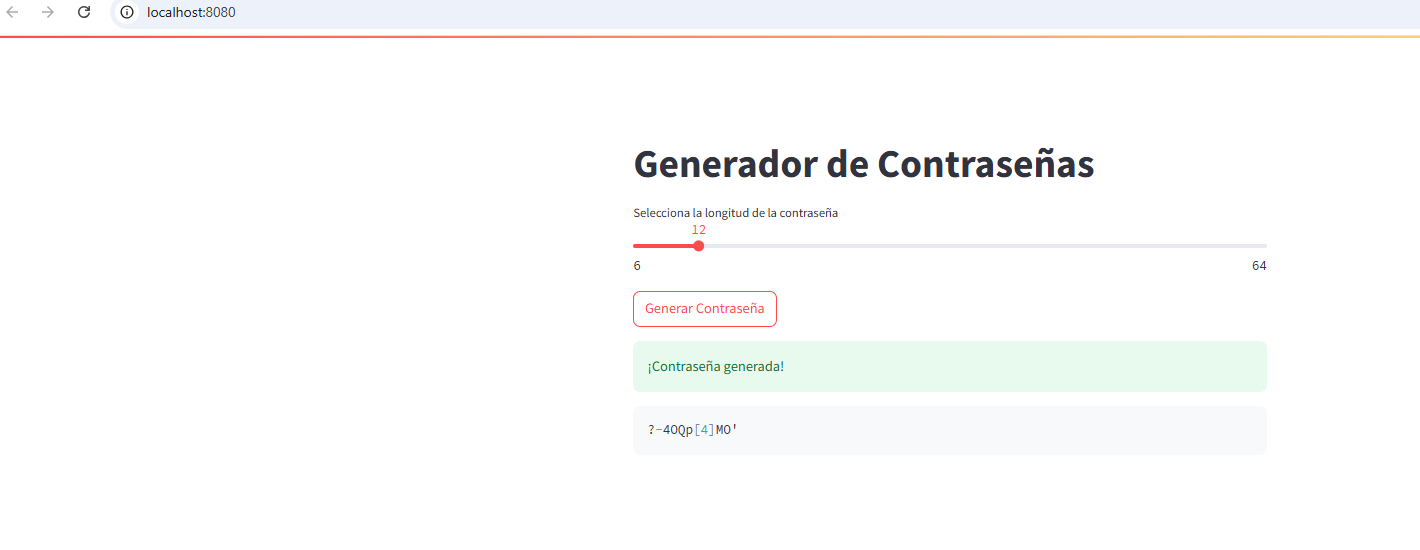 localhost:8080
Generador de Contraseñas
Selecciona la longitud de la contraseña
12
6 64
Generar Contraseña
¡Contraseña generada!
?-4OQp[4]MO'